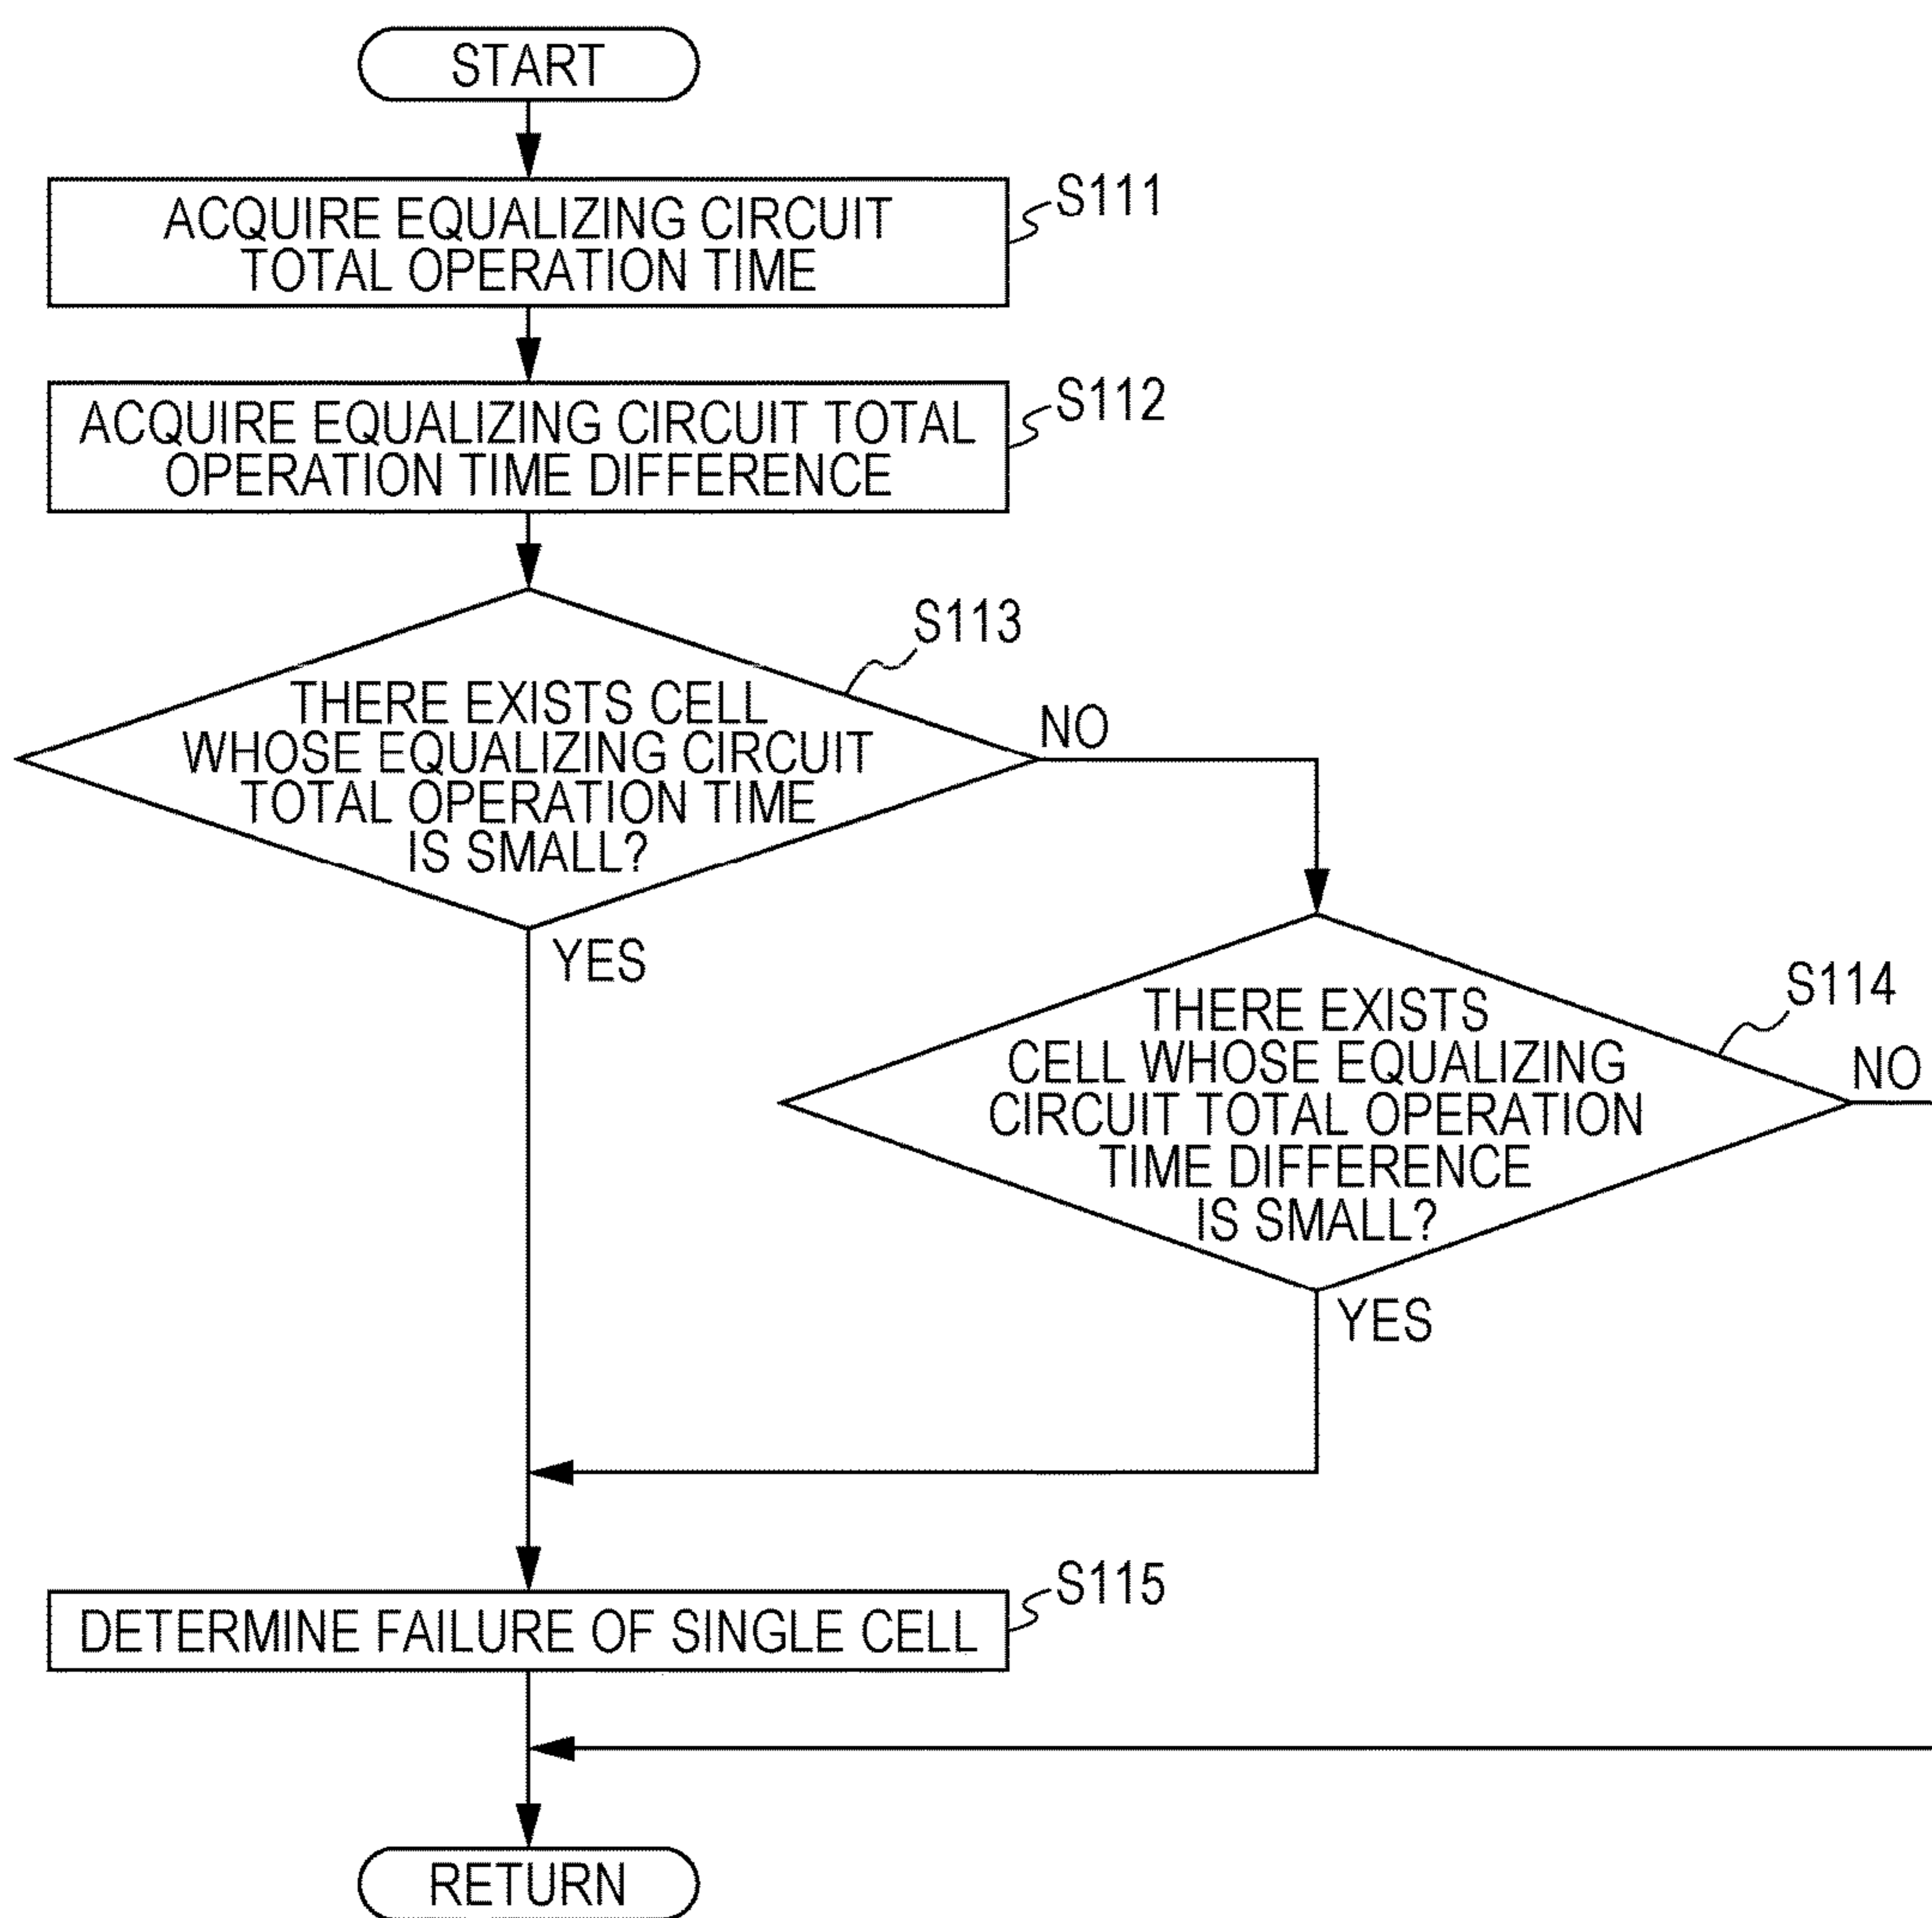 START
ACQUIRE EQUALIZING CIRCUIT
TOTAL OPERATION TIME
S111
ACQUIRE EQUALIZING CIRCUIT TOTAL
OPERATION TIME DIFFERENCE
S112
S113
THERE EXISTS CELL
WHOSE EQUALIZING CIRCUIT
TOTAL OPERATION TIME
IS SMALL?
NO
YES
S114
THERE EXISTS
CELL WHOSE EQUALIZING
CIRCUIT TOTAL OPERATION
TIME DIFFERENCE
IS SMALL?
NO
YES
S115
DETERMINE FAILURE OF SINGLE CELL
RETURN